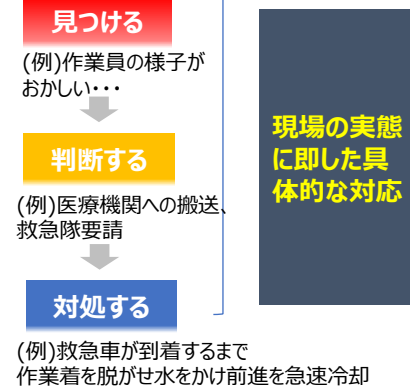 見つける
(例)作業員の様子が
おかしい・・・
判断する
(例)医療機関への搬送、
救急隊要請
対処する
(例)救急車が到着するまで
作業着を脱がせ水をかけ前進を急速冷却
現場の実態
に即した具
体的な対応